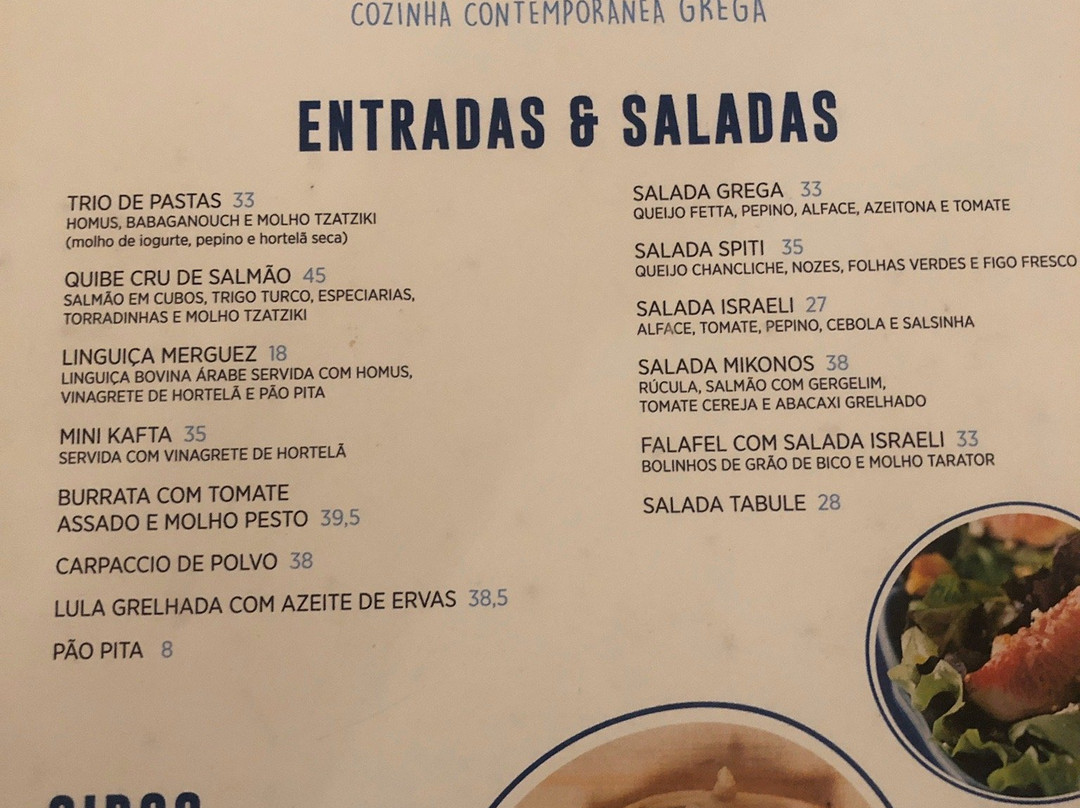 COZINHA CONTEMPORÂNEA GREGA
ENTRADAS & SALADAS
TRIO DE PASTAS 33
HOMUS, BABAGANOUCH E MOLHO TZATZIKI
(molho de iogurte, pepino e hortelã seca)
QUIBE CRU DE SALMÃO 45
SALMÃO EM CUBOS, TRIGO TURCO, ESPECIARIAS,
TORRADINHAS E MOLHO TZATZIKI
LINGUIÇA MERGUEZ 18
LINGUIÇA BOVINA ÁRABE SERVIDA COM HOMUS,
VINAGRETE DE HORTELÃ E PÃO PITA
MINI KAFTA 35
SERVIDA COM VINAGRETE DE HORTELÃ
BURRATA COM TOMATE
ASSADO E MOLHO PESTO 39,5
CARPACCIO DE POLVO 38
LULA GRELHADA COM AZEITE DE ERVAS 38,5
PÃO PITA 8
SALADA GREGA 33
QUEIJO FETTA, PEPINO, ALFACE, AZEITONA E TOMATE
SALADA SPITI 35
QUEIJO CHANCLICHE, NOZES, FOLHAS VERDES E FIGO FRESCO
SALADA ISRAELI 27
ALFACE, TOMATE, PEPINO, CEBOLA E SALSINHA
SALADA MIKONOS 38
RÚCULA, SALMÃO COM GERGELIM,
TOMATE CEREJA E ABACAXI GRELHADO
FALAFEL COM SALADA ISRAELI 33
BOLINHOS DE GRÃO DE BICO E MOLHO TARATOR
SALADA TABULE 28